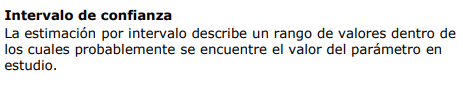 Intervalo de confianza
La estimación por intervalo describe un rango de valores dentro de
los cuales probablemente se encuentre el valor del parámetro en
estudio.